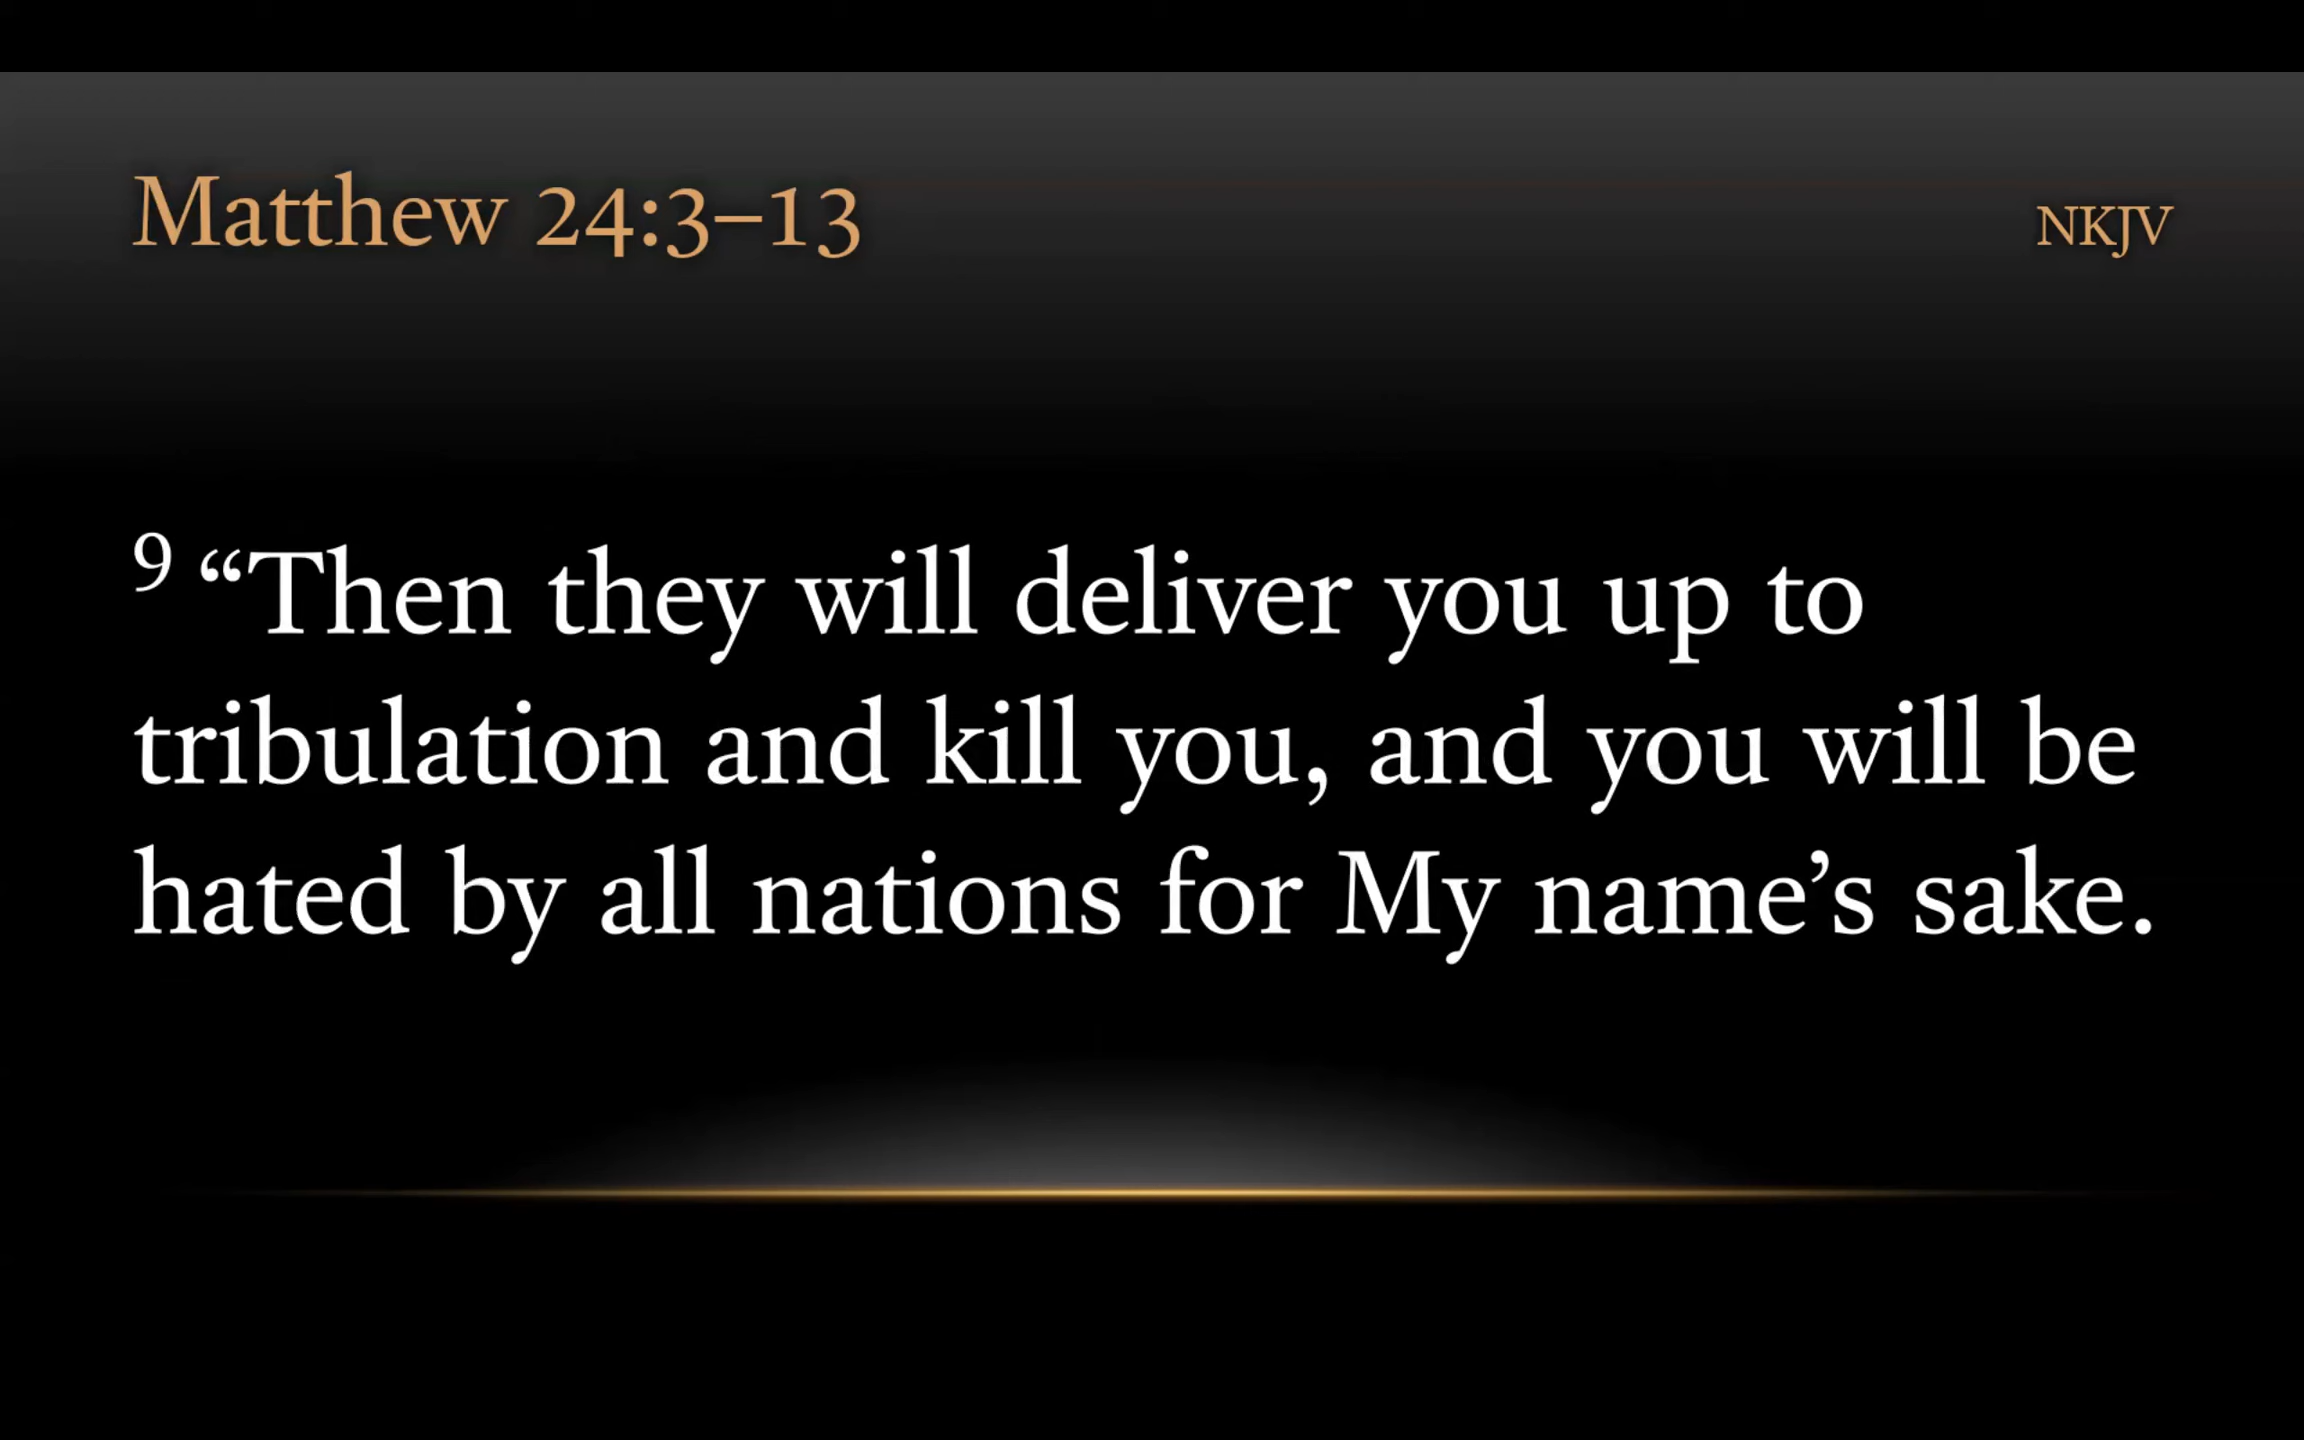 Matthew 24:3–13
NKJV
9 “Then they will deliver you up to
tribulation and kill you, and you will be
hated by all nations for My name’s sake.